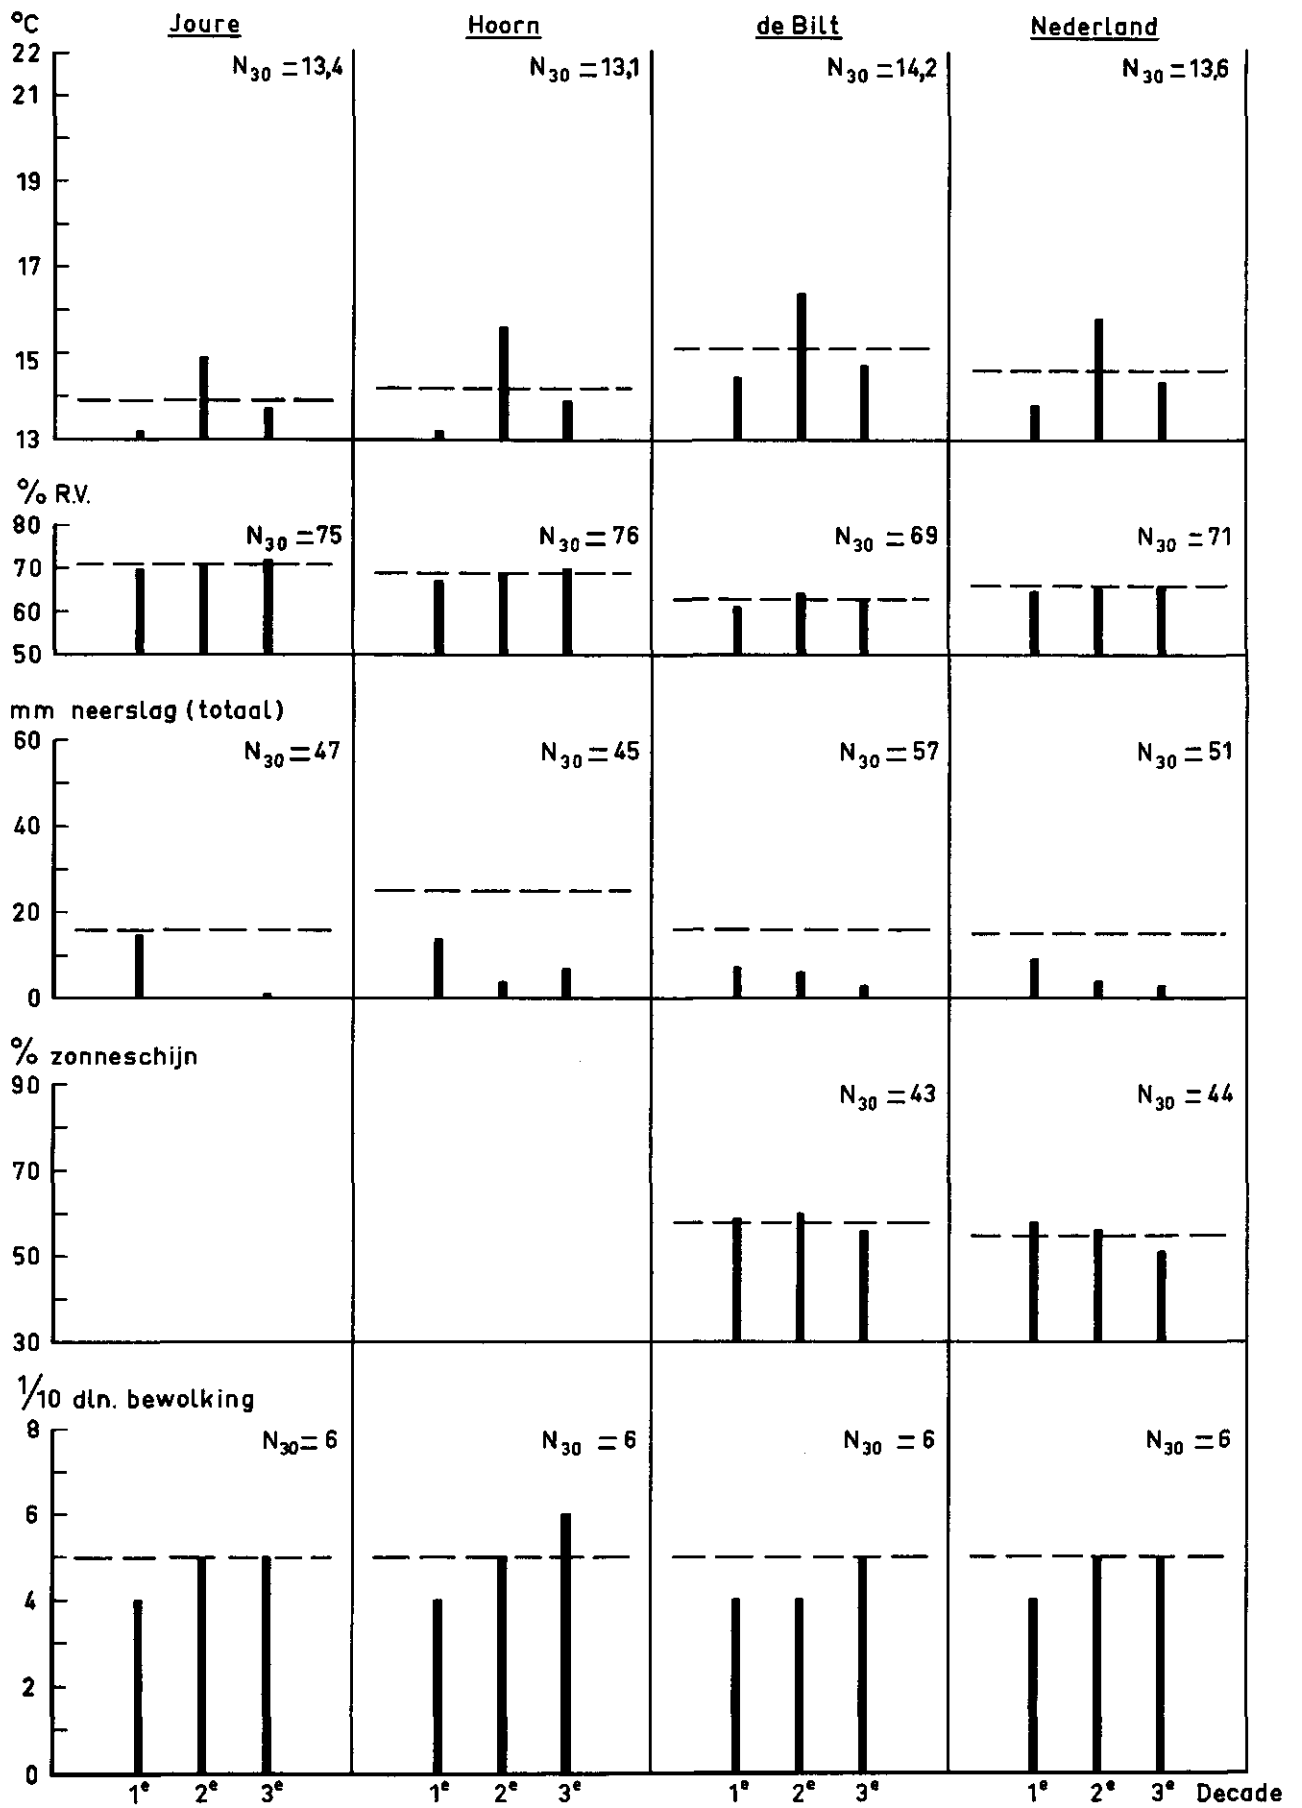 °C Joure Hoorn de Bilt Nederland
22 N30 = 13,4 N30 = 13,1 N30 = 14,2 N30 = 13,6
21
19
17
15
13
% R.V.
80 N30 = 75 N30 = 76 N30 = 69 N30 = 71
70
60
50
mm neerslag (totaal)
60 N30 = 47 N30 = 45 N30 = 57 N30 = 51
40
20
0
% zonneschijn
90 N30 = 43 N30 = 44
70
50
30
1/10 dln. bewolking
8 N30 = 6 N30 = 6 N30 = 6 N30 = 6
6
4
2
0
1e 2e 3e 1e 2e 3e 1e 2e 3e 1e 2e 3e Decade